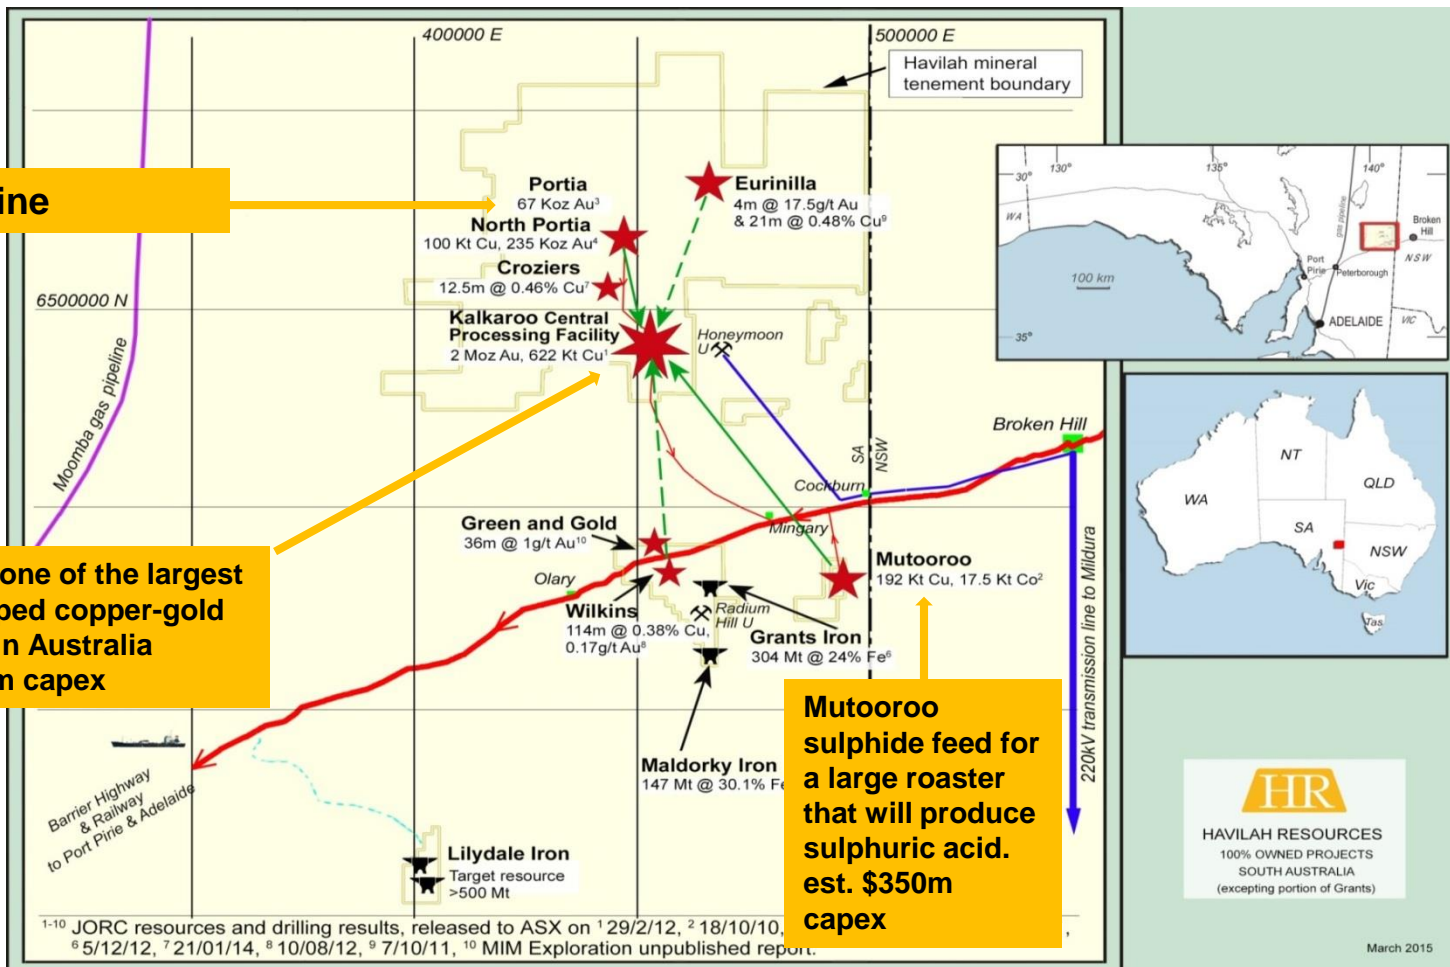 400000 E
500000 E
Havilah mineral
tenement boundary
ine
Portia
67 Koz Au³
North Portia
100 Kt Cu, 235 Koz Au⁴
Croziers
12.5m @ 0.46% Cu⁷
Eurinilla
4m @ 17.5g/t Au
& 21m @ 0.48% Cu⁹
6500000 N
Kalkaroo Central
Processing Facility
2 Moz Au, 622 Kt Cu¹
Honeymoon
U
Moomba gas pipeline
SA
NSW
Broken Hill
Cockburn
Mingary
Green and Gold
36m @ 1g/t Au¹⁰
Olary
one of the largest
ped copper-gold
n Australia
m capex
Wilkins
114m @ 0.38% Cu,
0.17g/t Au⁸
Radium
Hill U
Grants Iron
304 Mt @ 24% Fe⁶
Mutooroo
192 Kt Cu, 17.5 Kt Co²
220kV transmission line to Mildura
Mutooroo
sulphide feed for
a large roaster
that will produce
sulphuric acid.
est. $350m
capex
Maldorky Iron
147 Mt @ 30.1% Fe
Barrier Highway
& Railway
to Port Pirie & Adelaide
Lilydale Iron
Target resource
>500 Mt
¹⁻¹⁰ JORC resources and drilling results, released to ASX on ¹ 29/2/12, ² 18/10/10, ,
⁶ 5/12/12, ⁷ 21/01/14, ⁸ 10/08/12, ⁹ 7/10/11, ¹⁰ MIM Exploration unpublished report.
130°
135°
140°
30°
35°
WA
gas pipeline
Broken
Hill
NSW
Port
Pirie
Peterborough
100 km
ADELAIDE
VIC
WA
NT
QLD
SA
NSW
Vic
Tas.
HR
HAVILAH RESOURCES
100% OWNED PROJECTS
SOUTH AUSTRALIA
(excepting portion of Grants)
March 2015